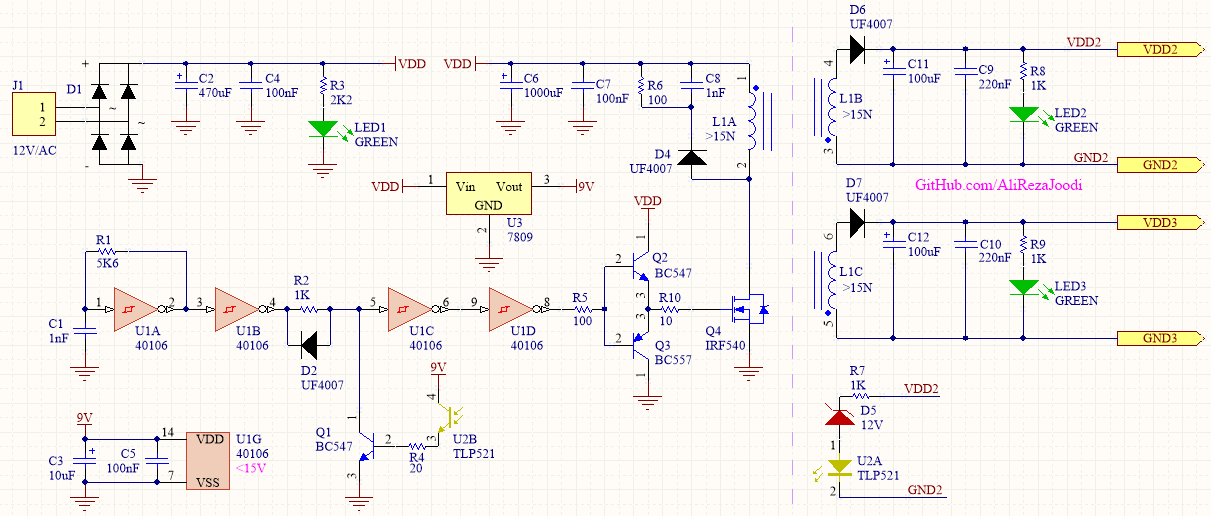 J1
1
2
12V/AC
+
D1
~
~
-
C2
470uF
C4
100nF
R3
2K2
LED1
GREEN
VDD
VDD
C6
1000uF
C7
100nF
R6
100
C8
1nF
D4
UF4007
1
L1A
>15N
2
VDD
1
Vin
Vout
GND
3
9V
2
U3
7809
R1
5K6
C1
1nF
1
2
U1A
40106
3
4
U1B
40106
R2
1K
D2
UF4007
5
6
U1C
40106
9
8
U1D
40106
R5
100
VDD
1
2
Q2
BC547
3
3
2
Q3
BC557
1
R10
10
Q4
IRF540
9V
C3
10uF
C5
100nF
14
VDD
7
VSS
U1G
40106
<15V
Q1
BC547
1
2
3
R4
20
9V
4
3
U2B
TLP521
D6
UF4007
4
L1B
>15N
3
C11
100uF
C9
220nF
R8
1K
LED2
GREEN
VDD2
VDD2
GND2
GND2
GitHub.com/AliRezaJoodi
D7
UF4007
6
L1C
>15N
5
C12
100uF
C10
220nF
R9
1K
LED3
GREEN
VDD3
GND3
R7
1K
VDD2
D5
12V
1
U2A
TLP521
2
GND2